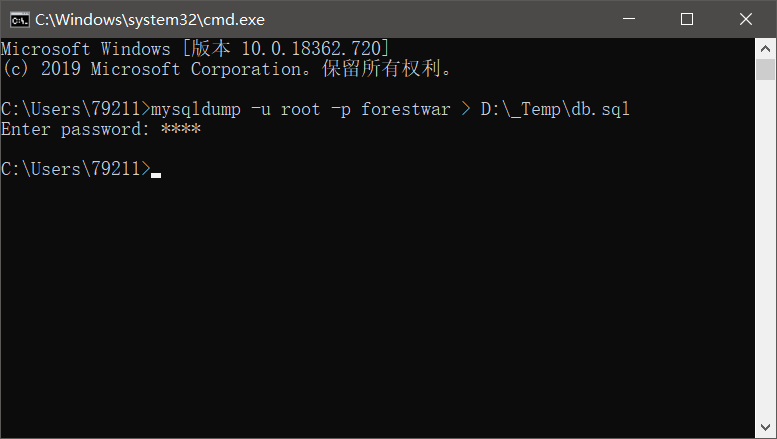 C:\Windows\system32\cmd.exe
Microsoft Windows [版本 10.0.18362.720]
(c) 2019 Microsoft Corporation。保留所有权利。
C:\Users\79211>mysqldump -u root -p forestwar > D:\_Temp\db.sql
Enter password: ****
C:\Users\79211>